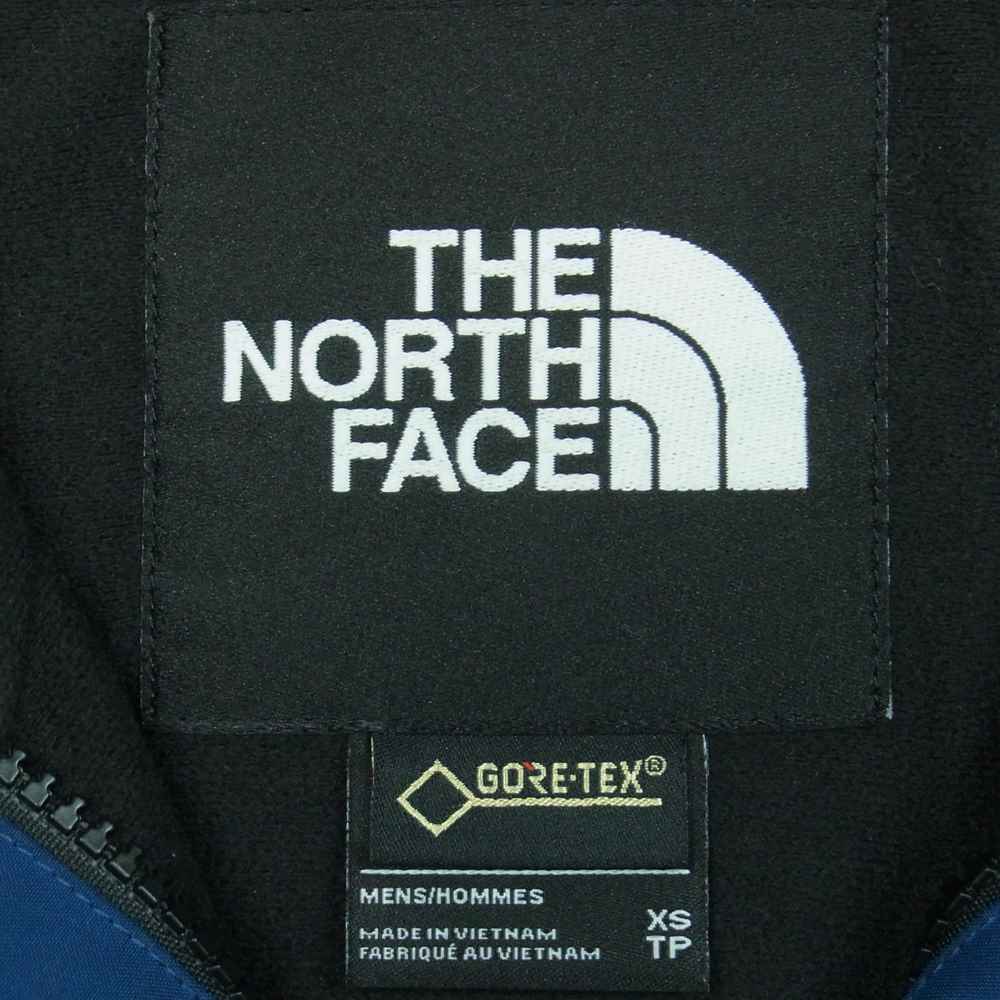 THE
NORTH
FACE
GORE-TEX®
MENS/HOMMES
XS
MADE IN VIETNAM
TP
FABRIQUÉ AU VIETNAM